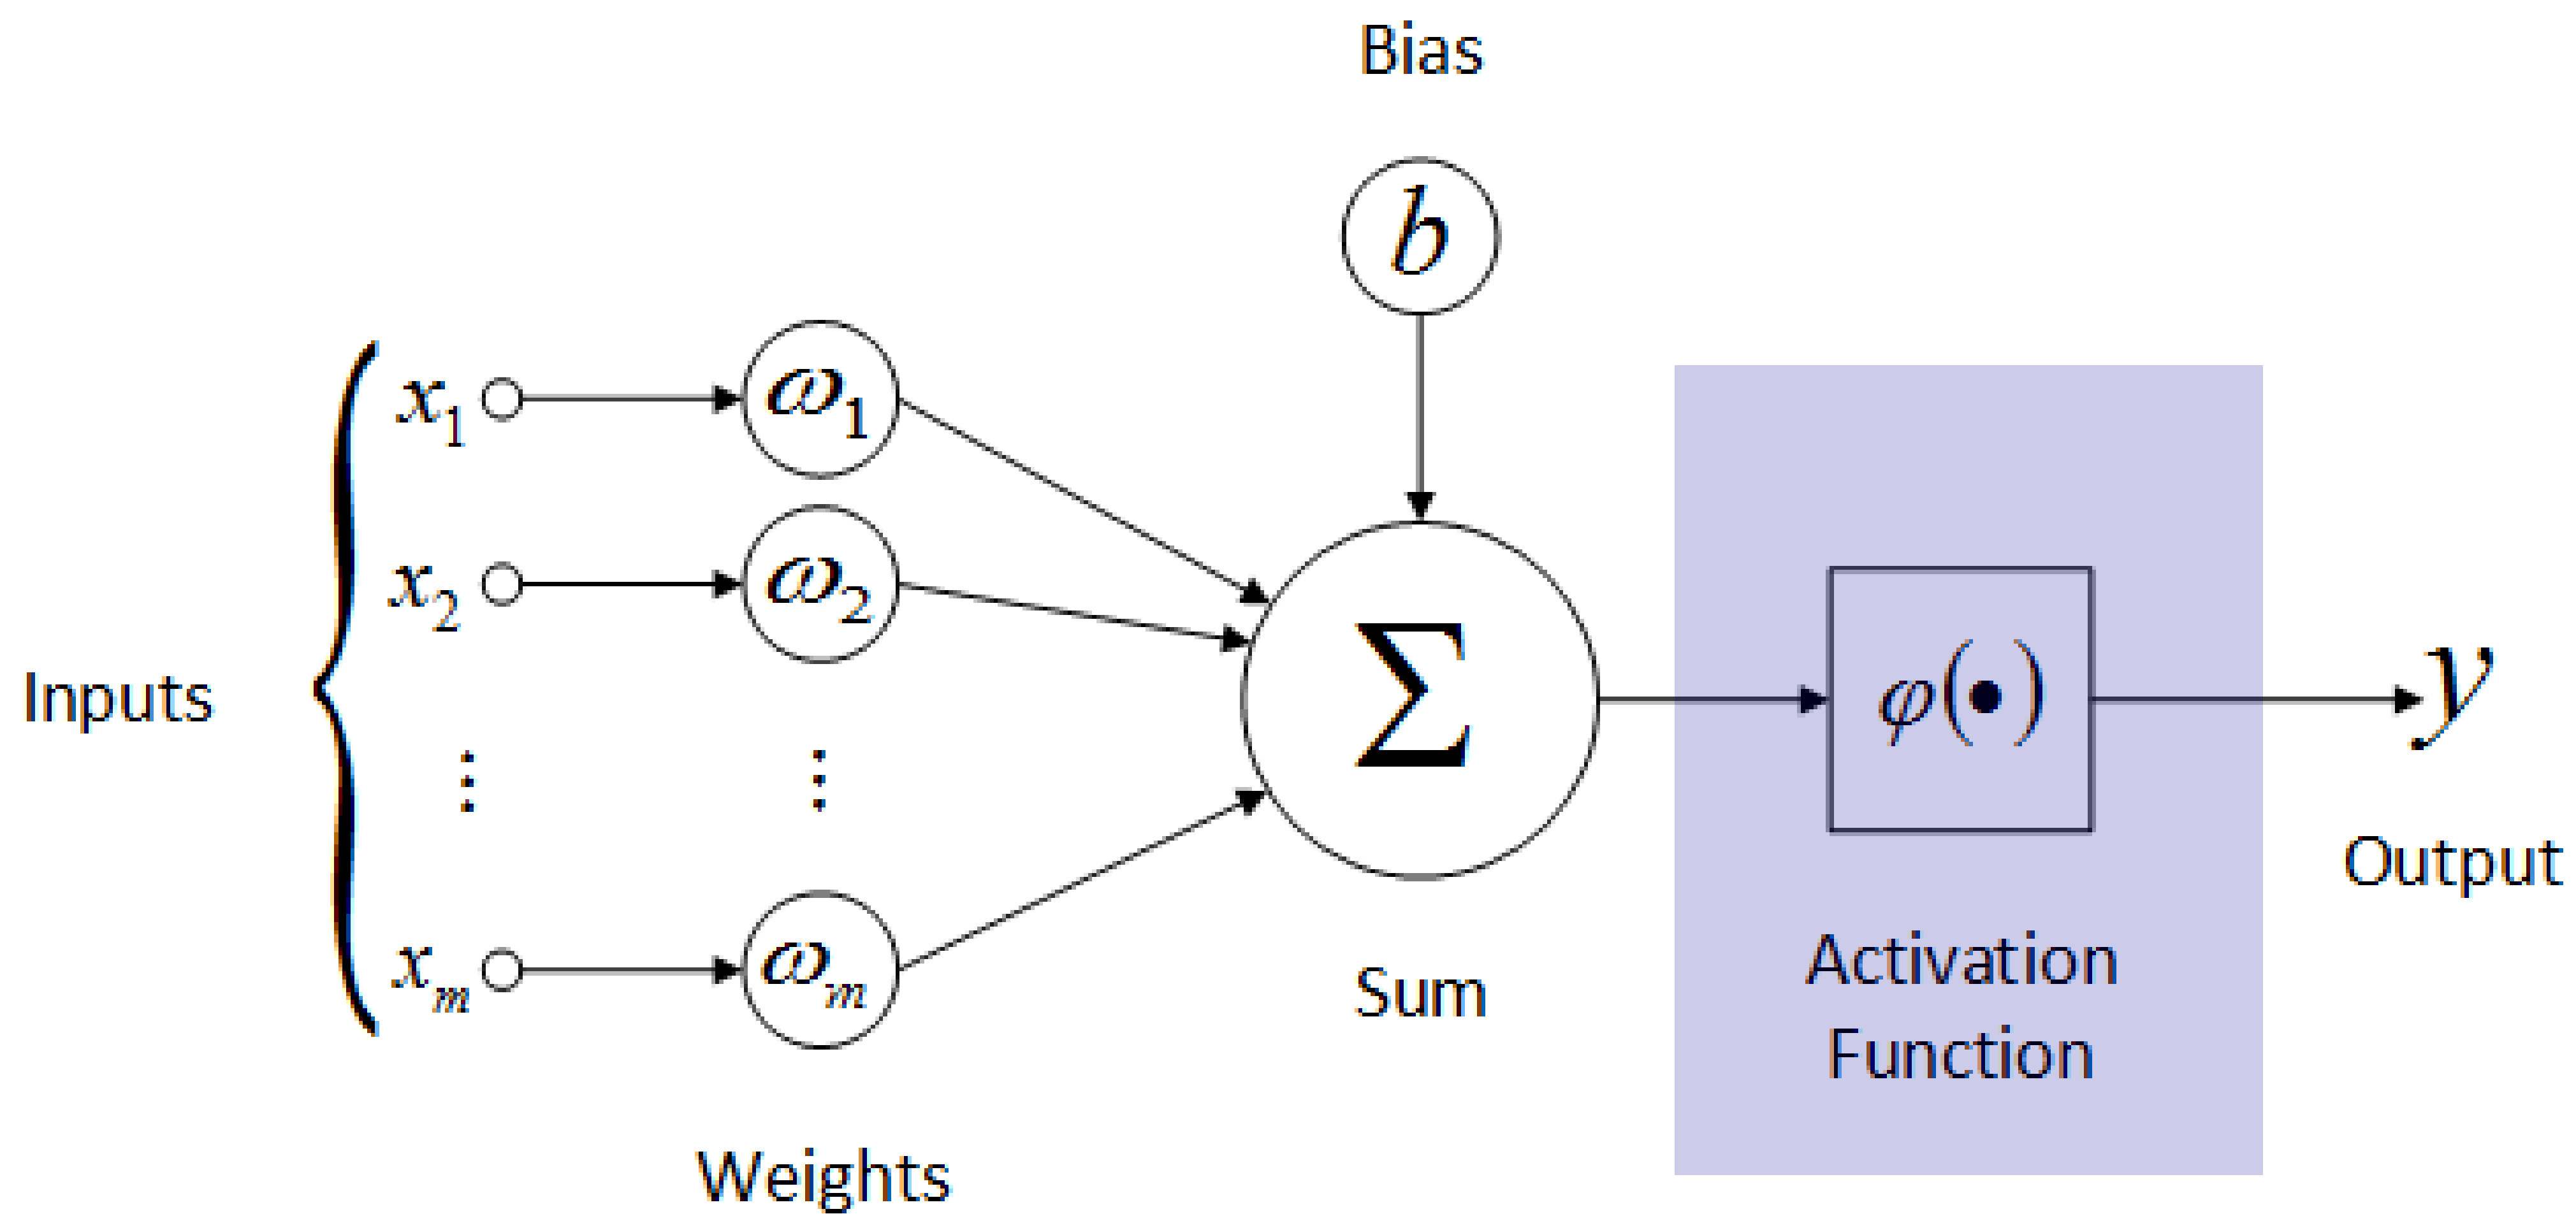 Bias
b
x₁ ω₁
x₂ ω₂
Inputs ⋮ ⋮ Σ φ(•) y
xₘ ωₘ
Sum
Activation
Function
Output
Weights